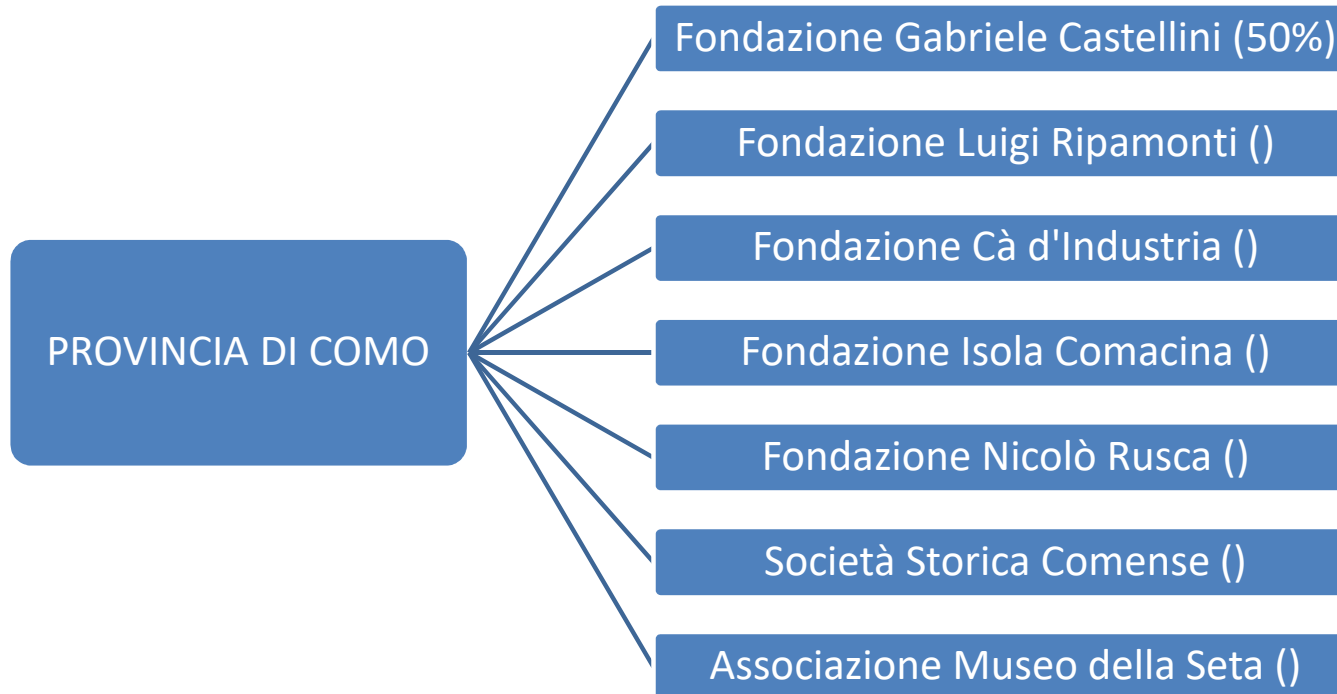 Fondazione Gabriele Castellini (50%)
Fondazione Luigi Ripamonti ()
Fondazione Cà d'Industria ()
PROVINCIA DI COMO
Fondazione Isola Comacina ()
Fondazione Nicolò Rusca ()
Società Storica Comense ()
Associazione Museo della Seta ()